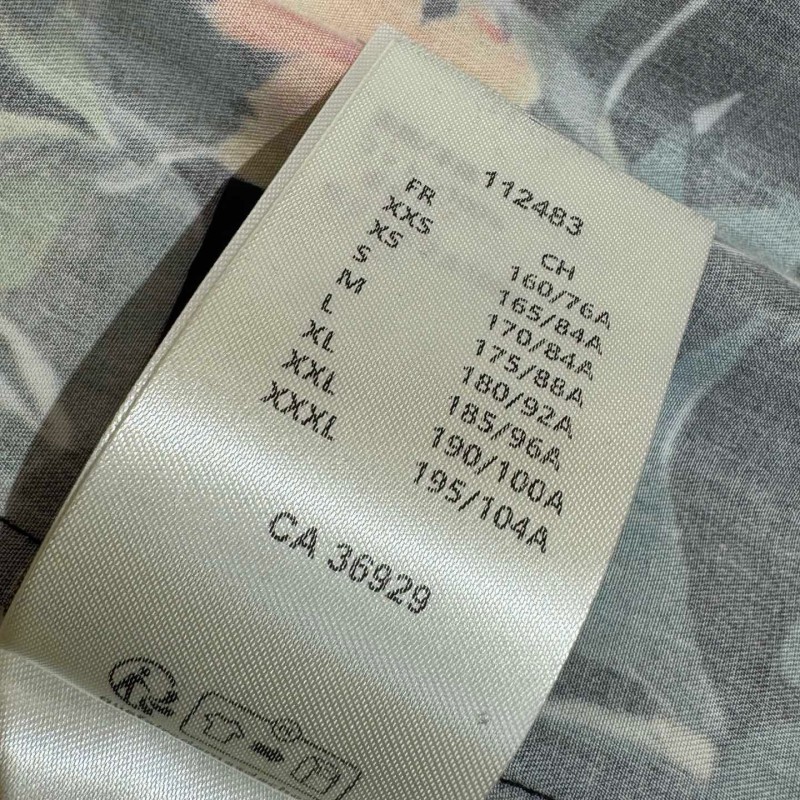 112483
FR CH
XXS 160/76A
XS 165/84A
S 170/84A
M 175/88A
L 180/92A
XL 185/96A
XXL 190/100A
XXXL 195/104A
CA 36929